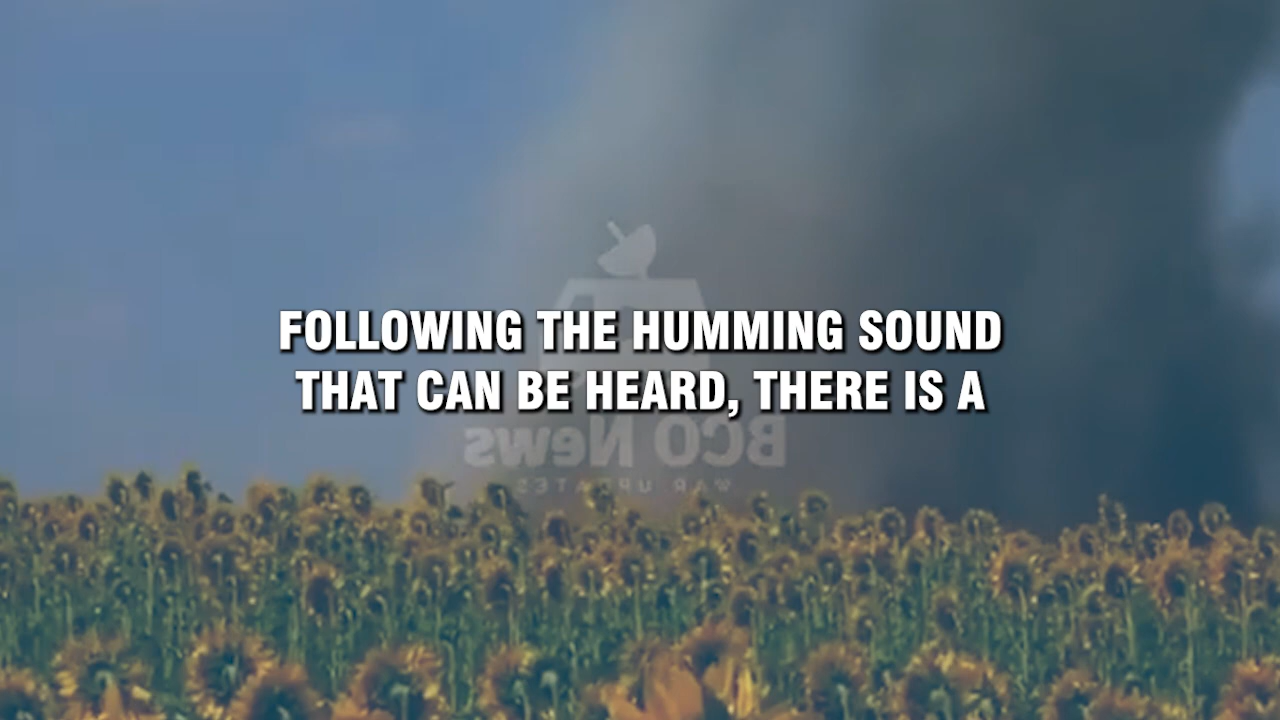 FOLLOWING THE HUMMING SOUND
THAT CAN BE HEARD, THERE IS A
BCO News
WAR UPDATES